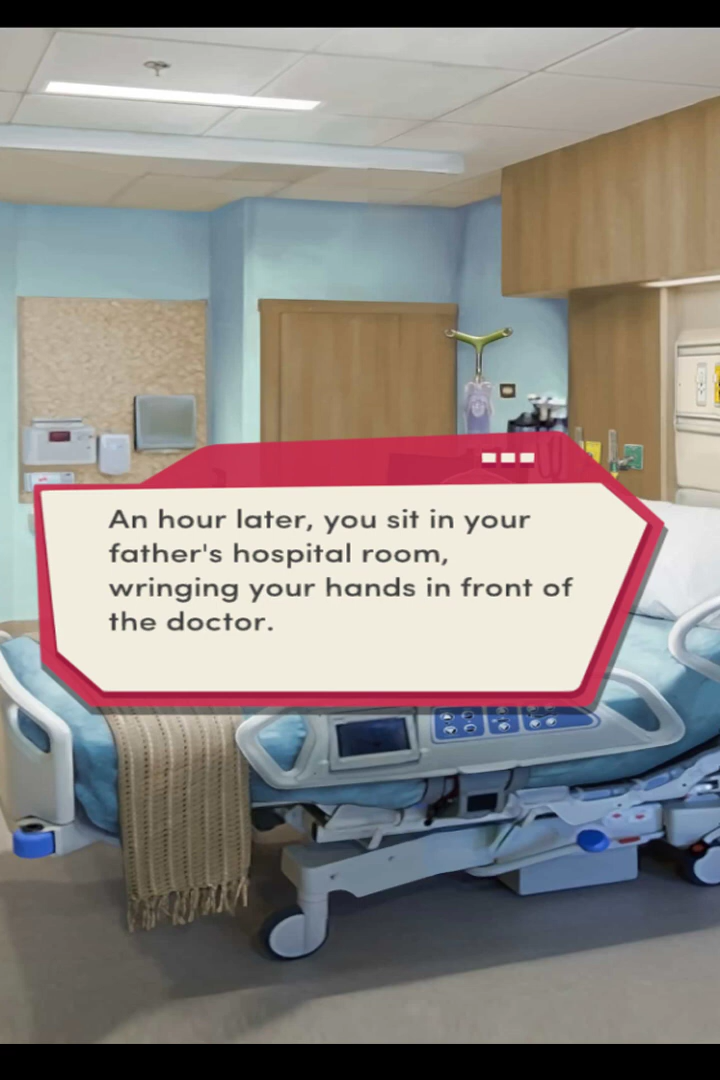 An hour later, you sit in your
father's hospital room,
wringing your hands in front of
the doctor.